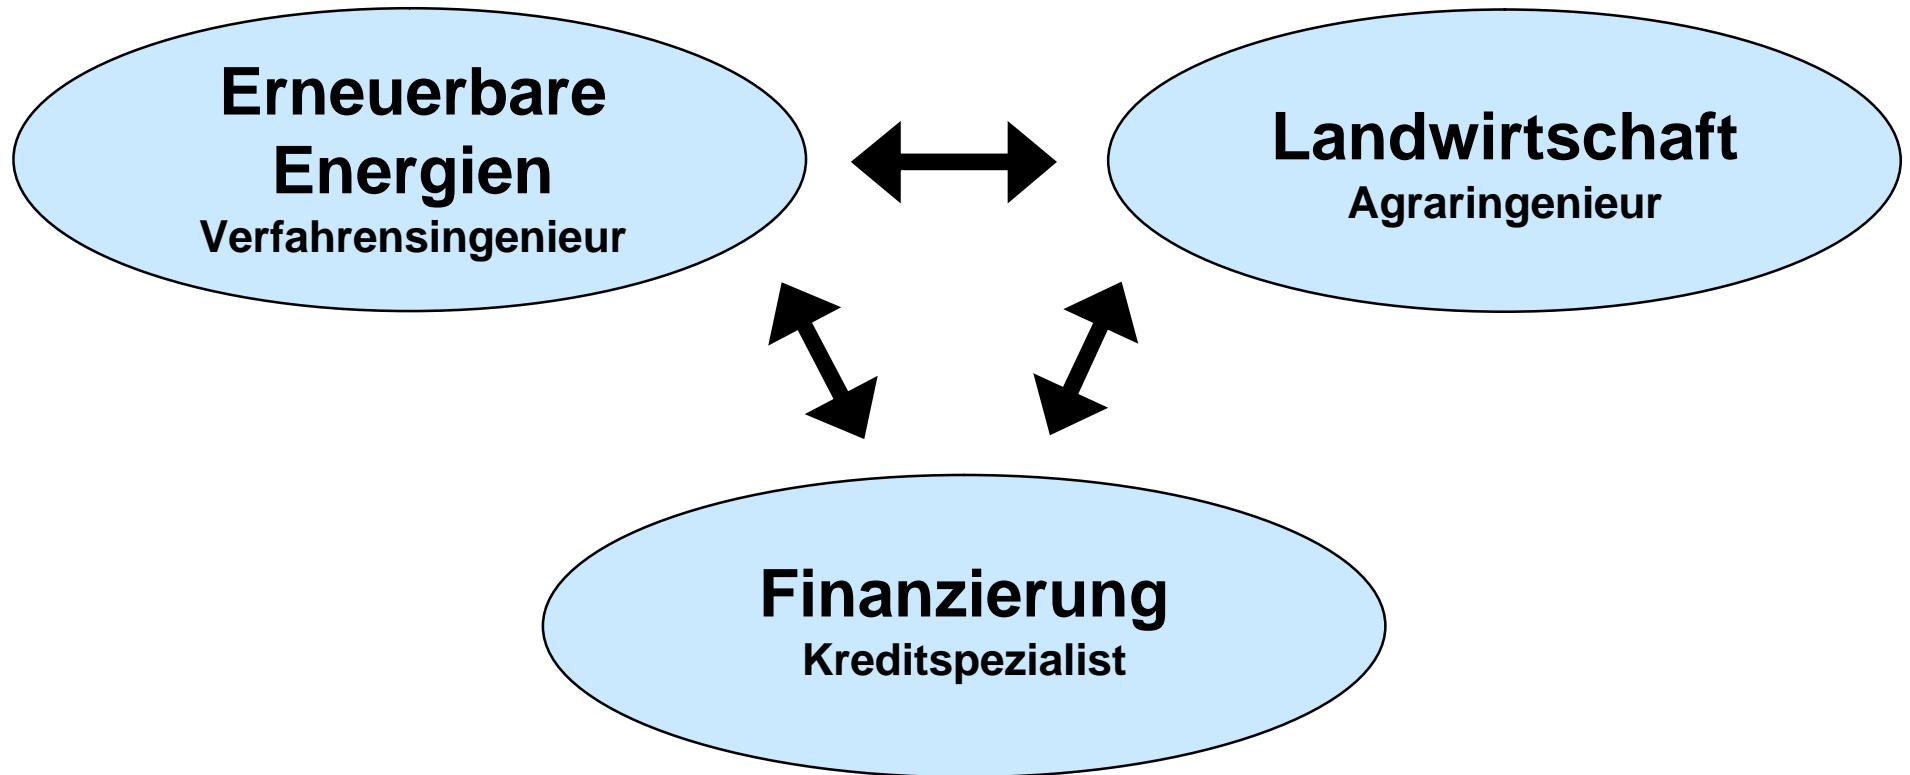 Erneuerbare
Energien
Verfahrensingenieur
Landwirtschaft
Agraringenieur
Finanzierung
Kreditspezialist